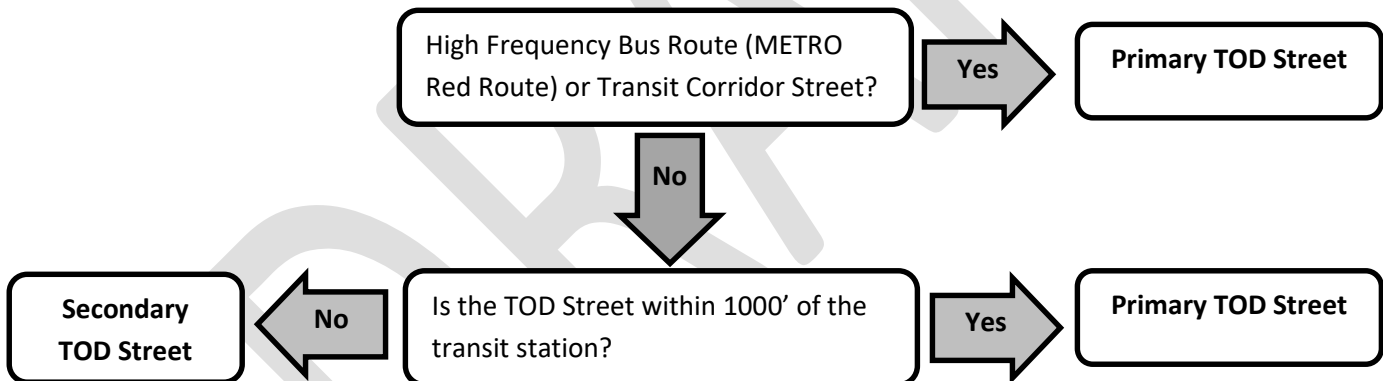 High Frequency Bus Route (METRO
Red Route) or Transit Corridor Street?
Yes
Primary TOD Street
No
Secondary
TOD Street
No
Is the TOD Street within 1000’ of the
transit station?
Yes
Primary TOD Street